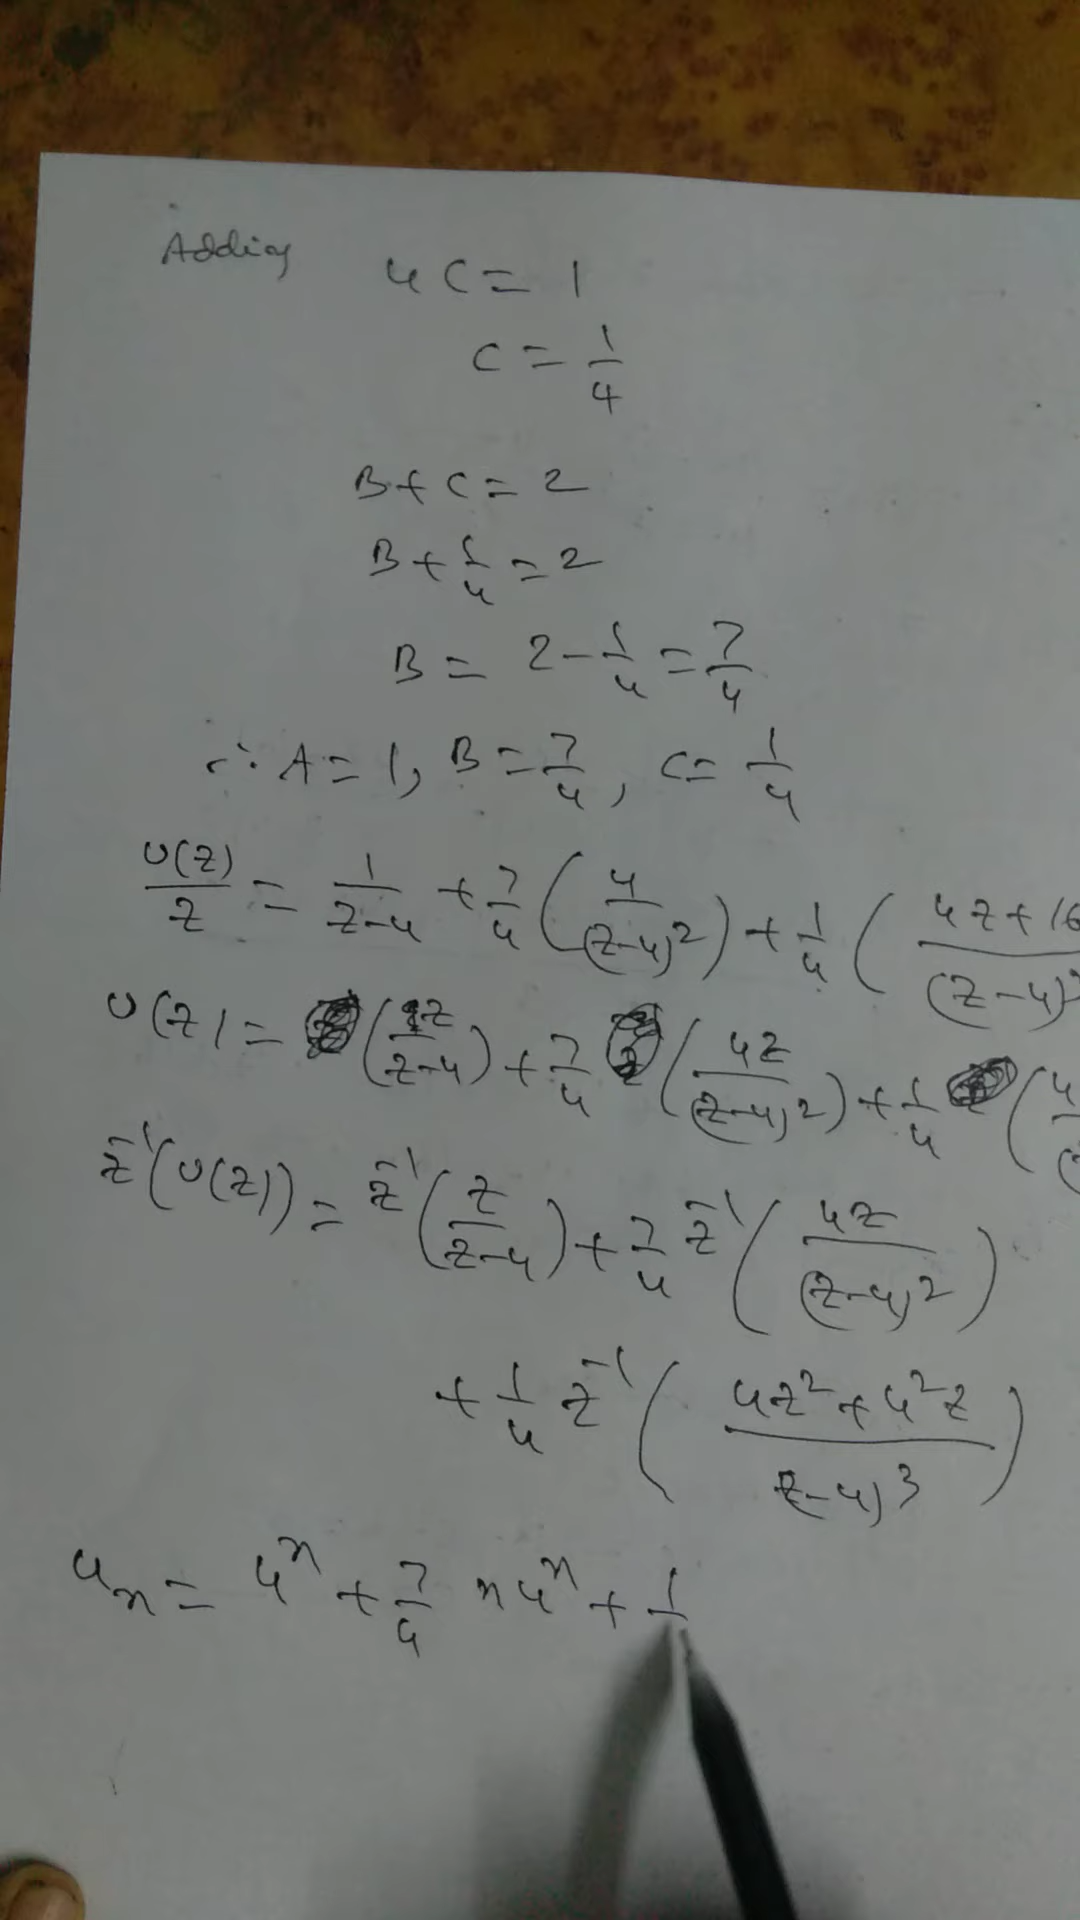 Adding 4C = 1
C = 1/4
B + C = 2
B + 1/4 = 2
B = 2 - 1/4 = 7/4
∴ A = 1, B = 7/4, C = 1/4
U(z)/z = 1/(z-4) + 7/4 (4/(z-4)²) + 1/4 ( 4z+16/(z-4)³
U(z) = (1z/(z-4)) + 7/4 (4z/(z-4)²) + 1/4 ( 4
z⁻¹(U(z)) = z⁻¹(z/(z-4)) + 7/4 z⁻¹(4z/(z-4)²)
+ 1/4 z⁻¹(4z²+4²z/(z-4)³)
uₙ = 4ⁿ + 7/4 n4ⁿ + 1